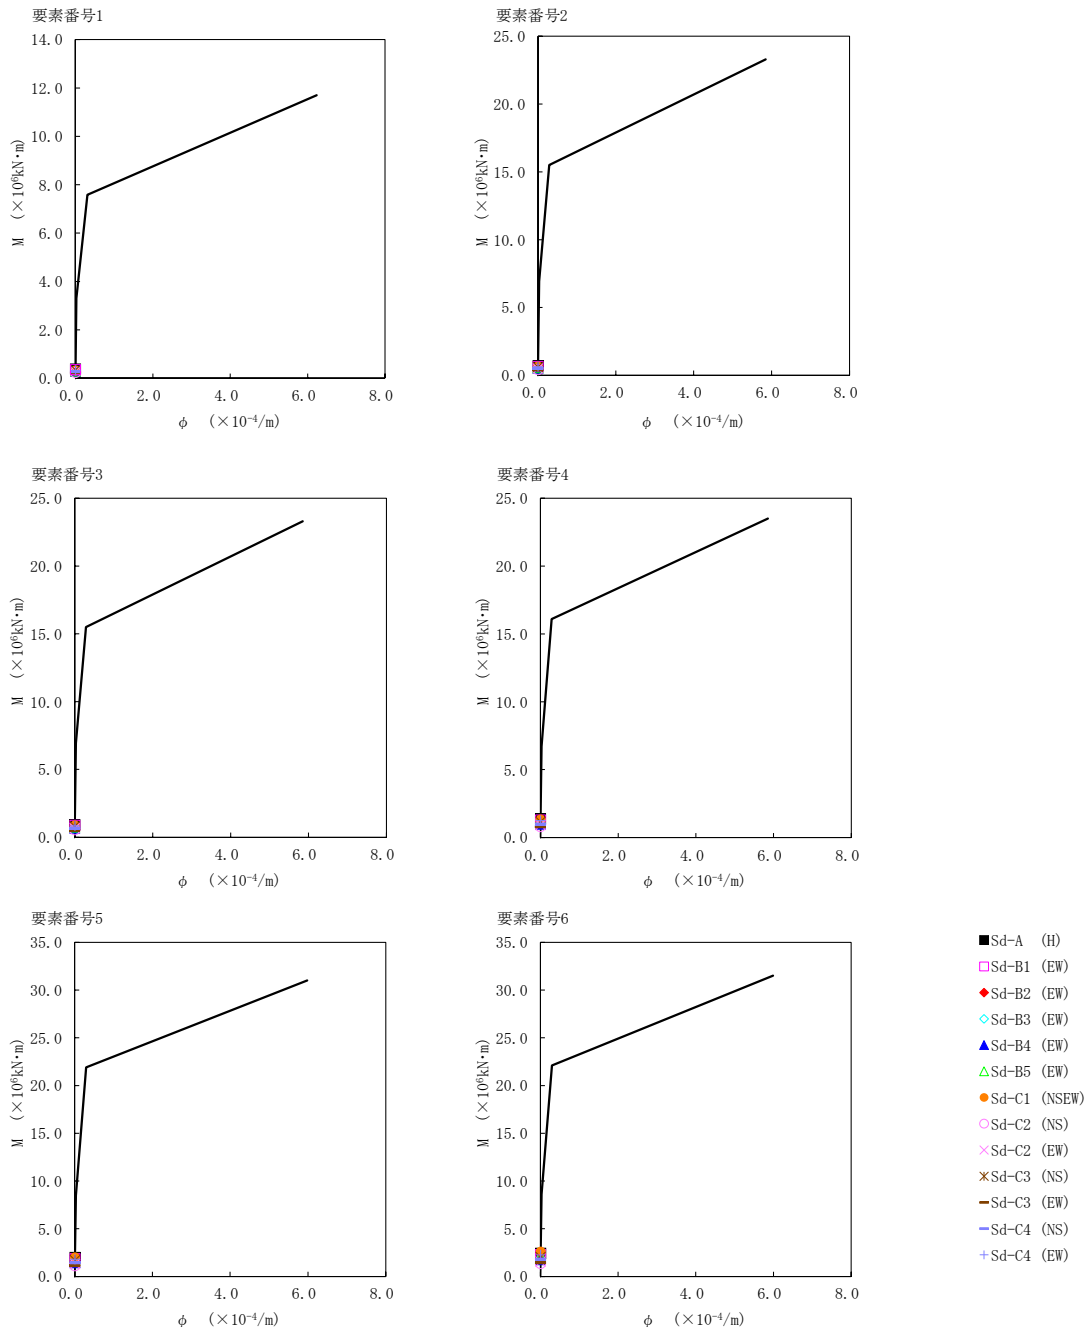 要素番号1
14.0
12.0
10.0
8.0
6.0
4.0
2.0
0.0
M (×10⁶kN・m)
0.0 2.0 4.0 6.0 8.0
φ (×10⁻⁴/m)
要素番号2
25.0
20.0
15.0
10.0
5.0
0.0
M (×10⁶kN・m)
0.0 2.0 4.0 6.0 8.0
φ (×10⁻⁴/m)
要素番号3
25.0
20.0
15.0
10.0
5.0
0.0
M (×10⁶kN・m)
0.0 2.0 4.0 6.0 8.0
φ (×10⁻⁴/m)
要素番号4
25.0
20.0
15.0
10.0
5.0
0.0
M (×10⁶kN・m)
0.0 2.0 4.0 6.0 8.0
φ (×10⁻⁴/m)
要素番号5
35.0
30.0
25.0
20.0
15.0
10.0
5.0
0.0
M (×10⁶kN・m)
0.0 2.0 4.0 6.0 8.0
φ (×10⁻⁴/m)
要素番号6
35.0
30.0
25.0
20.0
15.0
10.0
5.0
0.0
M (×10⁶kN・m)
0.0 2.0 4.0 6.0 8.0
φ (×10⁻⁴/m)
Sd-A (H)
Sd-B1 (EW)
Sd-B2 (EW)
Sd-B3 (EW)
Sd-B4 (EW)
Sd-B5 (EW)
Sd-C1 (NSEW)
Sd-C2 (NS)
Sd-C2 (EW)
Sd-C3 (NS)
Sd-C3 (EW)
Sd-C4 (NS)
Sd-C4 (EW)